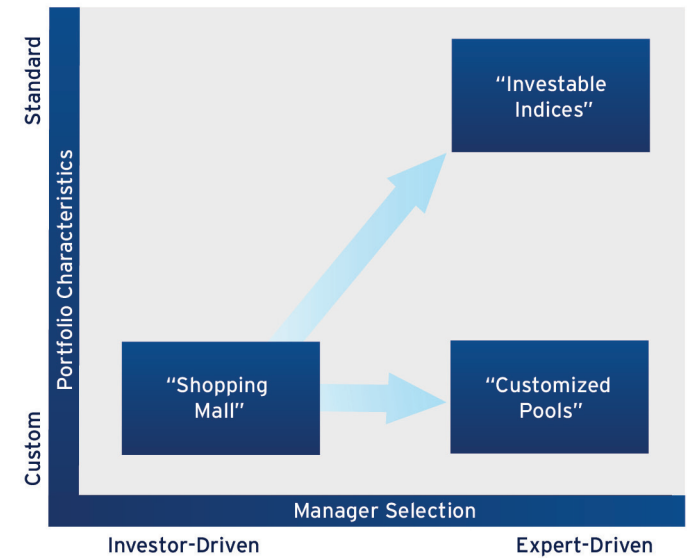 Standard
Portfolio Characteristics
Custom
“Investable
Indices”
“Shopping
Mall”
“Customized
Pools”
Manager Selection
Investor-Driven
Expert-Driven